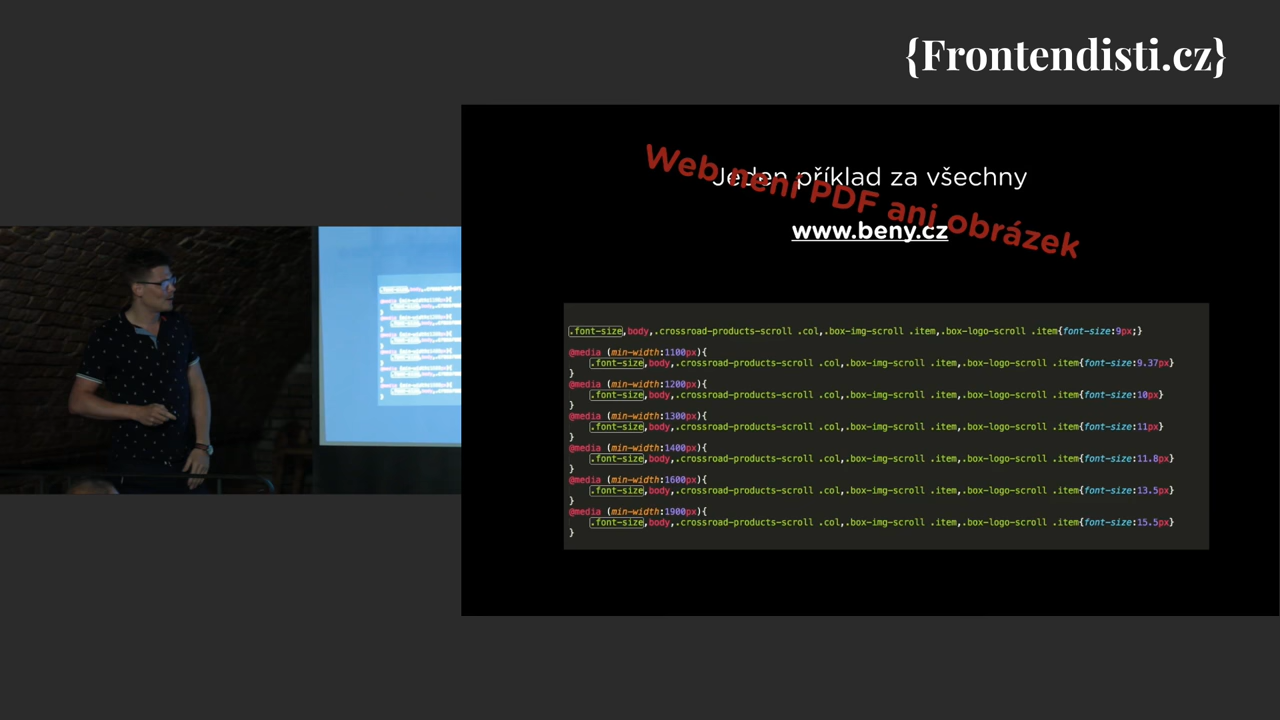 {Frontendisti.cz}
Jeden příklad za všechny
Web není PDF ani obrázek
www.beny.cz
.font-size,body,.crossroad-products-scroll .col,.box-img-scroll .item,.box-logo-scroll .item{font-size:9px;}
@media (min-width:1100px){
.font-size,body,.crossroad-products-scroll .col,.box-img-scroll .item,.box-logo-scroll .item{font-size:9.37px}
}
@media (min-width:1200px){
.font-size,body,.crossroad-products-scroll .col,.box-img-scroll .item,.box-logo-scroll .item{font-size:10px}
}
@media (min-width:1300px){
.font-size,body,.crossroad-products-scroll .col,.box-img-scroll .item,.box-logo-scroll .item{font-size:11px}
}
@media (min-width:1400px){
.font-size,body,.crossroad-products-scroll .col,.box-img-scroll .item,.box-logo-scroll .item{font-size:11.8px}
}
@media (min-width:1600px){
.font-size,body,.crossroad-products-scroll .col,.box-img-scroll .item,.box-logo-scroll .item{font-size:13.5px}
}
@media (min-width:1900px){
.font-size,body,.crossroad-products-scroll .col,.box-img-scroll .item,.box-logo-scroll .item{font-size:15.5px}
}